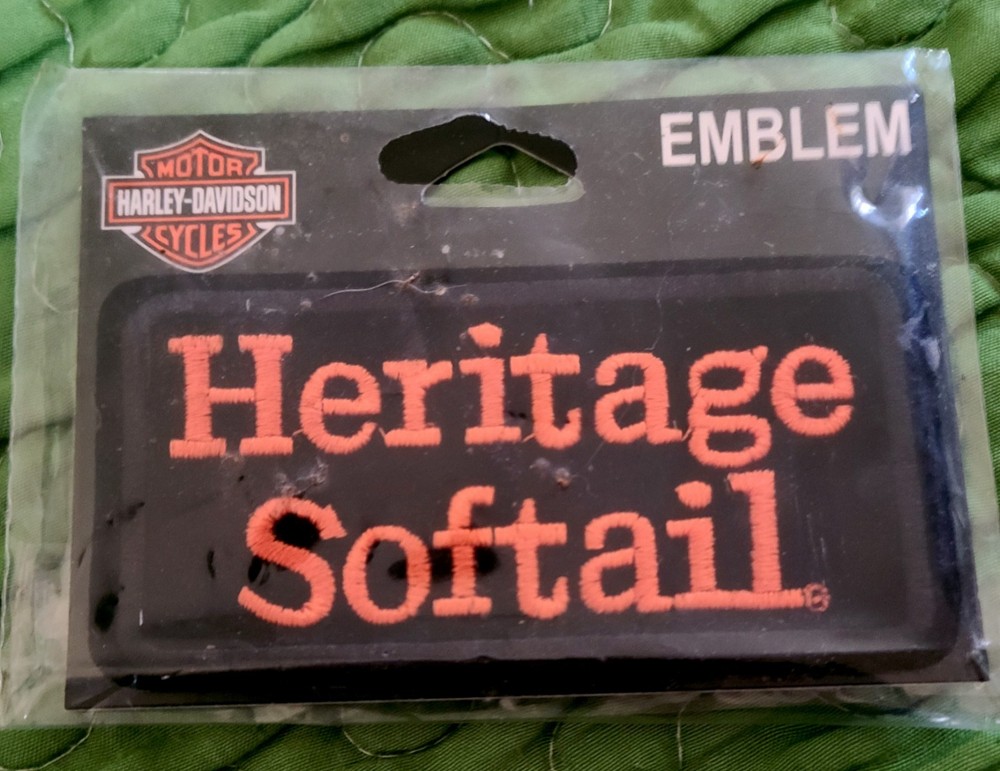 MOTOR
HARLEY-DAVIDSON
CYCLES
EMBLEM
Heritage
Softail®